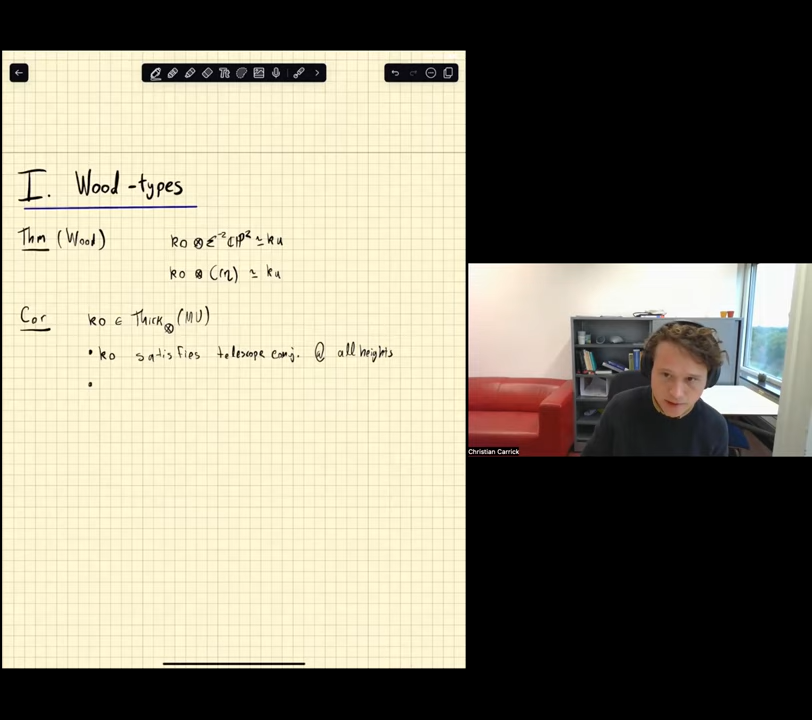 I. Wood-types
Thm (Wood) ko ⊗ Σ⁻²ℂP² ≃ ku
ko ⊗ C(η) ≃ ku
Cor ko ∈ Thick⊗(MU)
• ko satisfies telescope conj. @ all heights
•
Christian Carrick